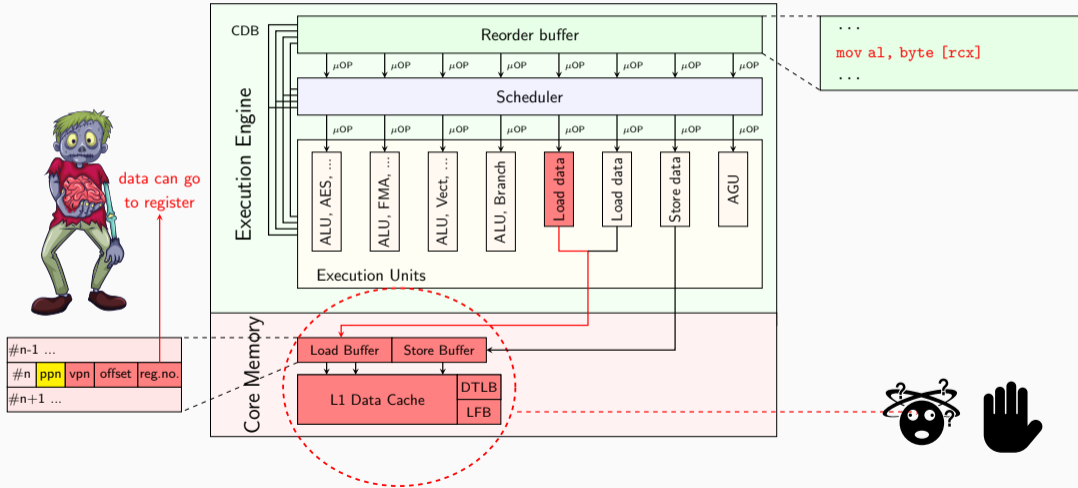 CDB
Reorder buffer
μOP μOP μOP μOP μOP μOP μOP μOP
Scheduler
μOP μOP μOP μOP μOP μOP μOP μOP
ALU, AES, ...
ALU, FMA, ...
ALU, Vect, ...
ALU, Branch
Load data
Load data
Store data
AGU
Execution Units
Execution Engine
...
mov al, byte [rcx]
...
data can go
to register
#n-1 ...
#n ppn vpn offset reg.no.
#n+1 ...
Core Memory
Load Buffer
Store Buffer
L1 Data Cache
DTLB
LFB
? ? ? ?